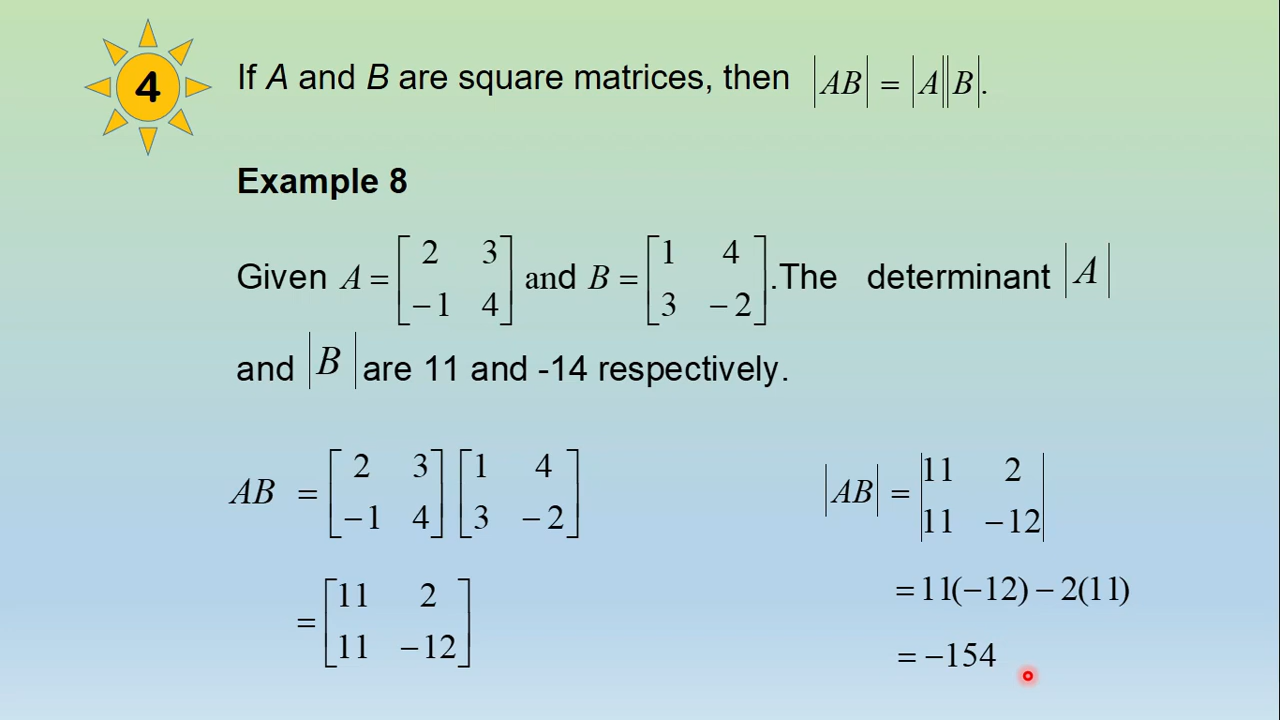 4
If A and B are square matrices, then |AB| = |A||B|.
Example 8
Given A = [2 3; −1 4] and B = [1 4; 3 −2]. The determinant |A|
and |B| are 11 and -14 respectively.
AB = [2 3; −1 4] [1 4; 3 −2]
= [11 2; 11 −12]
|AB| = |11 2; 11 −12|
= 11(−12) − 2(11)
= −154